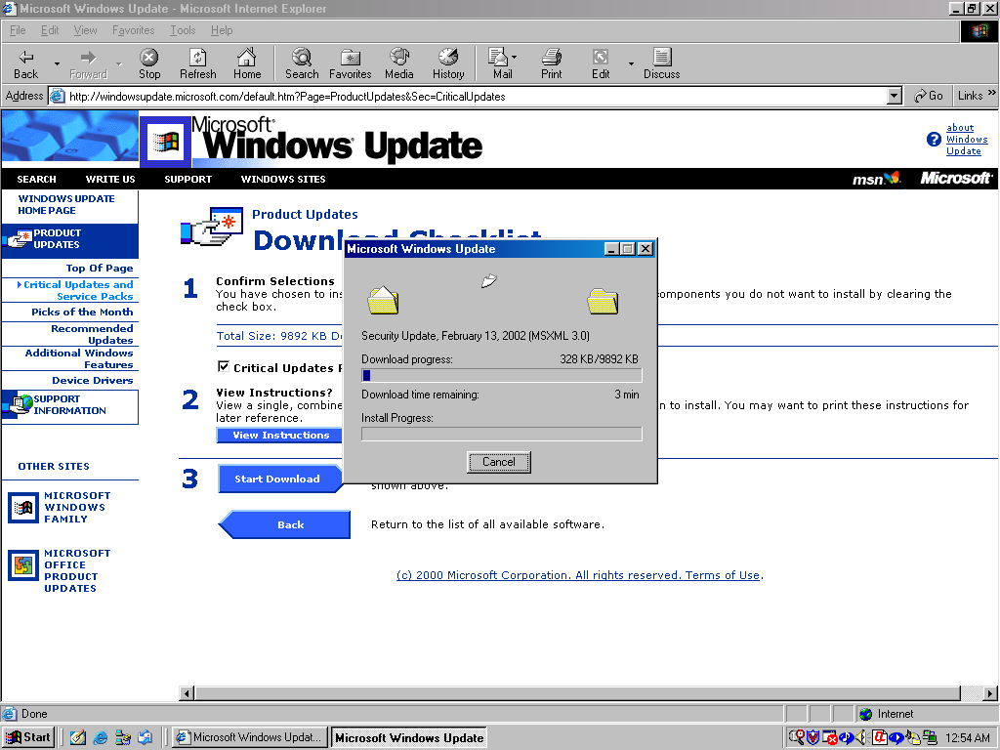 Microsoft Windows Update - Microsoft Internet Explorer
File Edit View Favorites Tools Help
Back Forward Stop Refresh Home Search Favorites Media History Mail Print Edit Discuss
Address http://windowsupdate.microsoft.com/default.htm?Page=ProductUpdates&Sec=CriticalUpdates Go Links »
Microsoft®
Windows® Update
about
Windows
Update
SEARCH WRITE US SUPPORT WINDOWS SITES msn Microsoft
WINDOWS UPDATE
HOME PAGE
PRODUCT
UPDATES
Top Of Page
Critical Updates and
Service Packs
Picks of the Month
Recommended
Updates
Additional Windows
Features
Device Drivers
SUPPORT
INFORMATION
OTHER SITES
MICROSOFT
WINDOWS
FAMILY
MICROSOFT
OFFICE
PRODUCT
UPDATES
Product Updates
Download Checklist
1 Confirm Selections
You have chosen to ins components you do not want to install by clearing the
check box.
Total Size: 9892 KB Do
Critical Updates
2 View Instructions?
View a single, combine n to install. You may want to print these instructions for
later reference.
View Instructions
3 Start Download
shown above.
Back Return to the list of all available software.
(c) 2000 Microsoft Corporation. All rights reserved. Terms of Use.
Microsoft Windows Update
Security Update, February 13, 2002 (MSXML 3.0)
Download progress: 328 KB/9892 KB
Download time remaining: 3 min
Install Progress:
Cancel
Done Internet
Start Microsoft Windows Updat... Microsoft Windows Update 12:54 AM